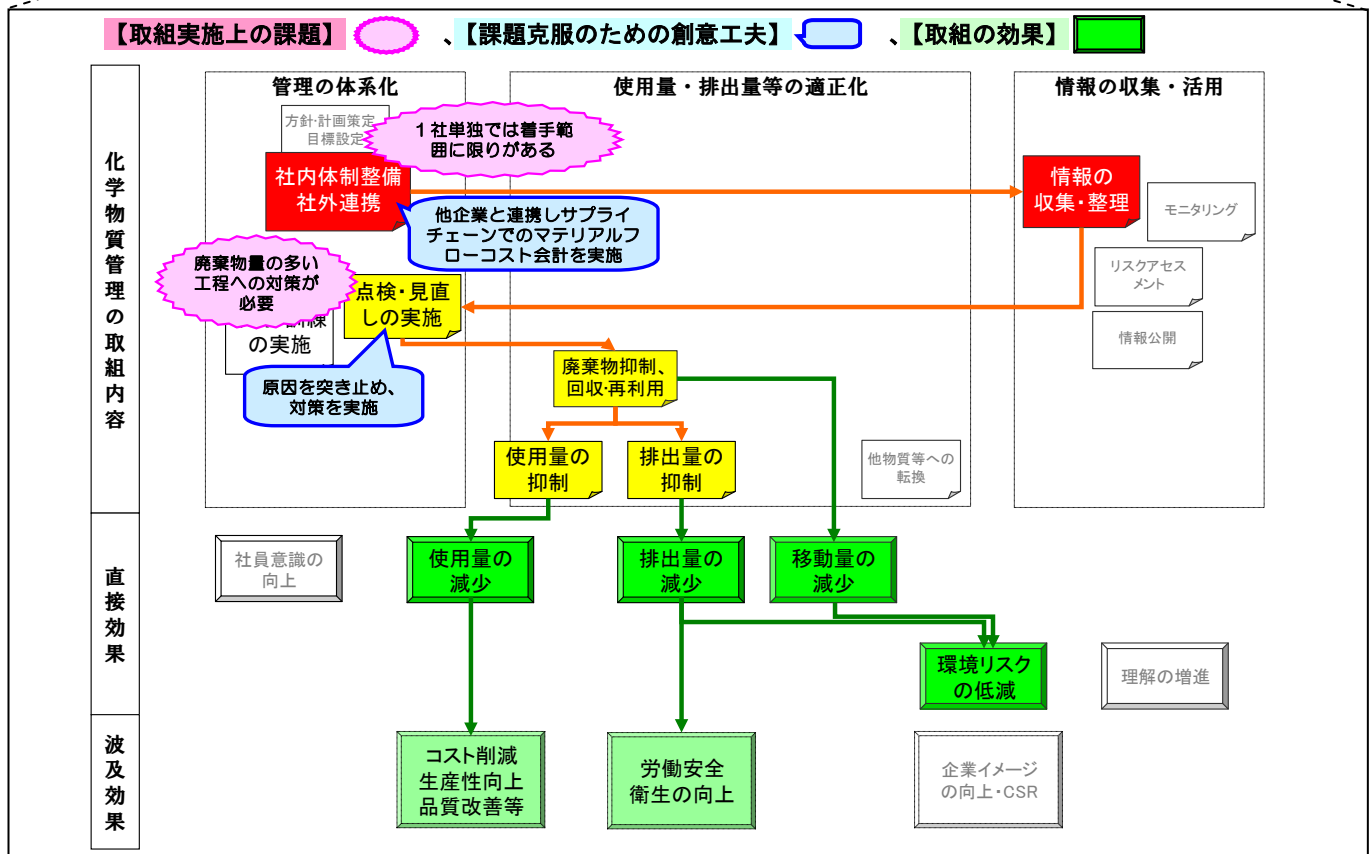 【取組実施上の課題】 、【課題克服のための創意工夫】 、【取組の効果】
化学物質管理の取組内容
管理の体系化
使用量・排出量等の適正化
情報の収集・活用
方針・計画策定
目標設定
1社単独では着手範
囲に限りがある
社内体制整備
社外連携
他企業と連携しサプライ
チェーンでのマテリアルフ
ローコスト会計を実施
情報の
収集・整理
モニタリング
リスクアセス
メント
情報公開
廃棄物量の多い
工程への対策が
必要
点検・見直
しの実施
訓練
の実施
原因を突き止め、
対策を実施
廃棄物抑制、
回収・再利用
使用量の
抑制
排出量の
抑制
他物質等への
転換
直接効果
社員意識の
向上
使用量の
減少
排出量の
減少
移動量の
減少
環境リスク
の低減
理解の増進
波及効果
コスト削減
生産性向上
品質改善等
労働安全
衛生の向上
企業イメージ
の向上・CSR